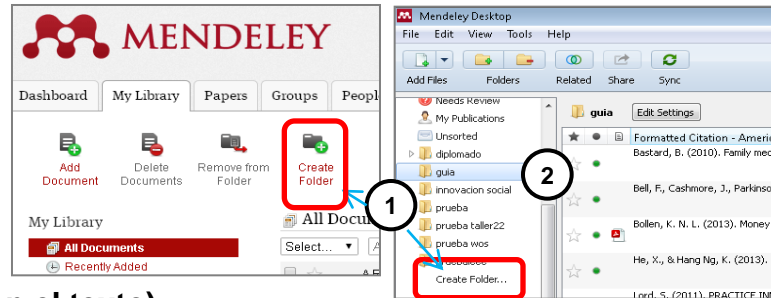 MENDELEY
Dashboard My Library Papers Groups Peopl
Add Document
Delete Documents
Remove from Folder
Create Folder
My Library
All Documents
Recently Added
All Docu
Select...
1
Mendeley Desktop
File Edit View Tools Help
Add Files Folders Related Share Sync
Needs Review
My Publications
Unsorted
diplomado
guia
innovacion social
prueba
prueba taller22
prueba wos
Create Folder...
2
guia Edit Settings
Formatted Citation - Americ
Bastard, B. (2010). Family med
Bell, F., Cashmore, J., Parkinso
Bollen, K. N. L. (2013). Money
He, X., & Hang Ng, K. (2013).
Lord, S. (2011). PRACTICE IN